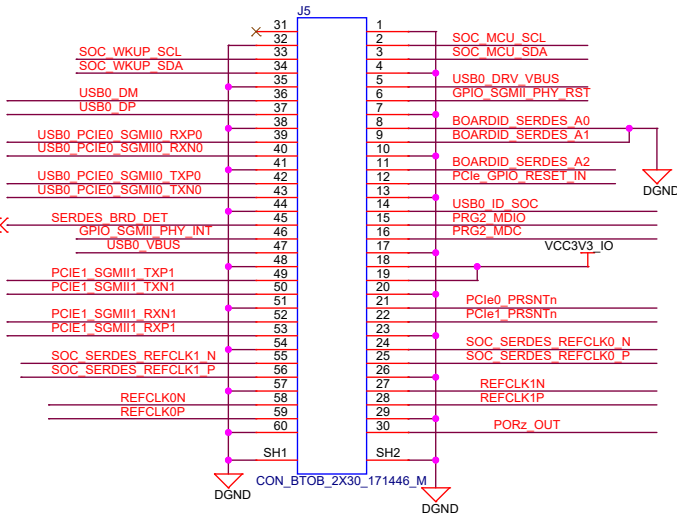 J5
31 1
32 2 SOC_MCU_SCL
SOC_WKUP_SCL 33 3 SOC_MCU_SDA
SOC_WKUP_SDA 34 4
35 5 USB0_DRV_VBUS
USB0_DM 36 6 GPIO_SGMII_PHY_RST
USB0_DP 37 7
38 8 BOARDID_SERDES_A0
USB0_PCIE0_SGMII0_RXP0 39 9 BOARDID_SERDES_A1
USB0_PCIE0_SGMII0_RXN0 40 10
41 11 BOARDID_SERDES_A2
USB0_PCIE0_SGMII0_TXP0 42 12 PCIe_GPIO_RESET_IN
USB0_PCIE0_SGMII0_TXN0 43 13 DGND
44 14 USB0_ID_SOC
SERDES_BRD_DET 45 15 PRG2_MDIO
GPIO_SGMII_PHY_INT 46 16 PRG2_MDC
USB0_VBUS 47 17 VCC3V3_IO
48 18
PCIE1_SGMII1_TXP1 49 19
PCIE1_SGMII1_TXN1 50 20
51 21 PCIe0_PRSNTn
PCIE1_SGMII1_RXN1 52 22 PCIe1_PRSNTn
PCIE1_SGMII1_RXP1 53 23
54 24 SOC_SERDES_REFCLK0_N
SOC_SERDES_REFCLK1_N 55 25 SOC_SERDES_REFCLK0_P
SOC_SERDES_REFCLK1_P 56 26
57 27 REFCLK1N
REFCLK0N 58 28 REFCLK1P
REFCLK0P 59 29
60 30 PORz_OUT
SH1 SH2
CON_BTOB_2X30_171446_M
DGND DGND